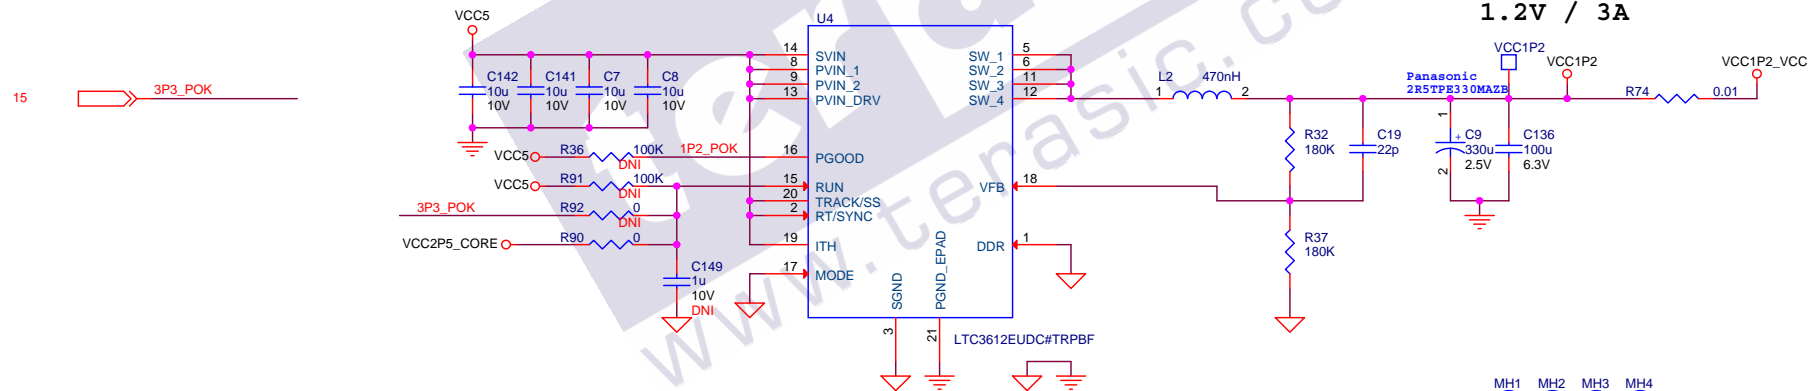 1.2V / 3A
VCC5
U4
VCC1P2
VCC1P2
VCC1P2_VCC
15
3P3_POK
C142
10u
10V
C141
10u
10V
C7
10u
10V
C8
10u
10V
14
8
9
13
SVIN
PVIN_1
PVIN_2
PVIN_DRV
SW_1
SW_2
SW_3
SW_4
5
6
11
12
L2
470nH
1
2
Panasonic
2R5TPE330MAZB
R74
0.01
R32
180K
C19
22p
1
2
+
C9
330u
2.5V
C136
100u
6.3V
VCC5
R36
100K
DNI
1P2_POK
16
PGOOD
VCC5
R91
100K
DNI
15
20
2
RUN
TRACK/SS
RT/SYNC
VFB
18
3P3_POK
R92
0
DNI
VCC2P5_CORE
R90
0
19
ITH
DDR
1
R37
180K
C149
1u
10V
DNI
17
MODE
SGND
PGND_EPAD
3
21
LTC3612EUDC#TRPBF
MH1
MH2
MH3
MH4
www.terasic.c